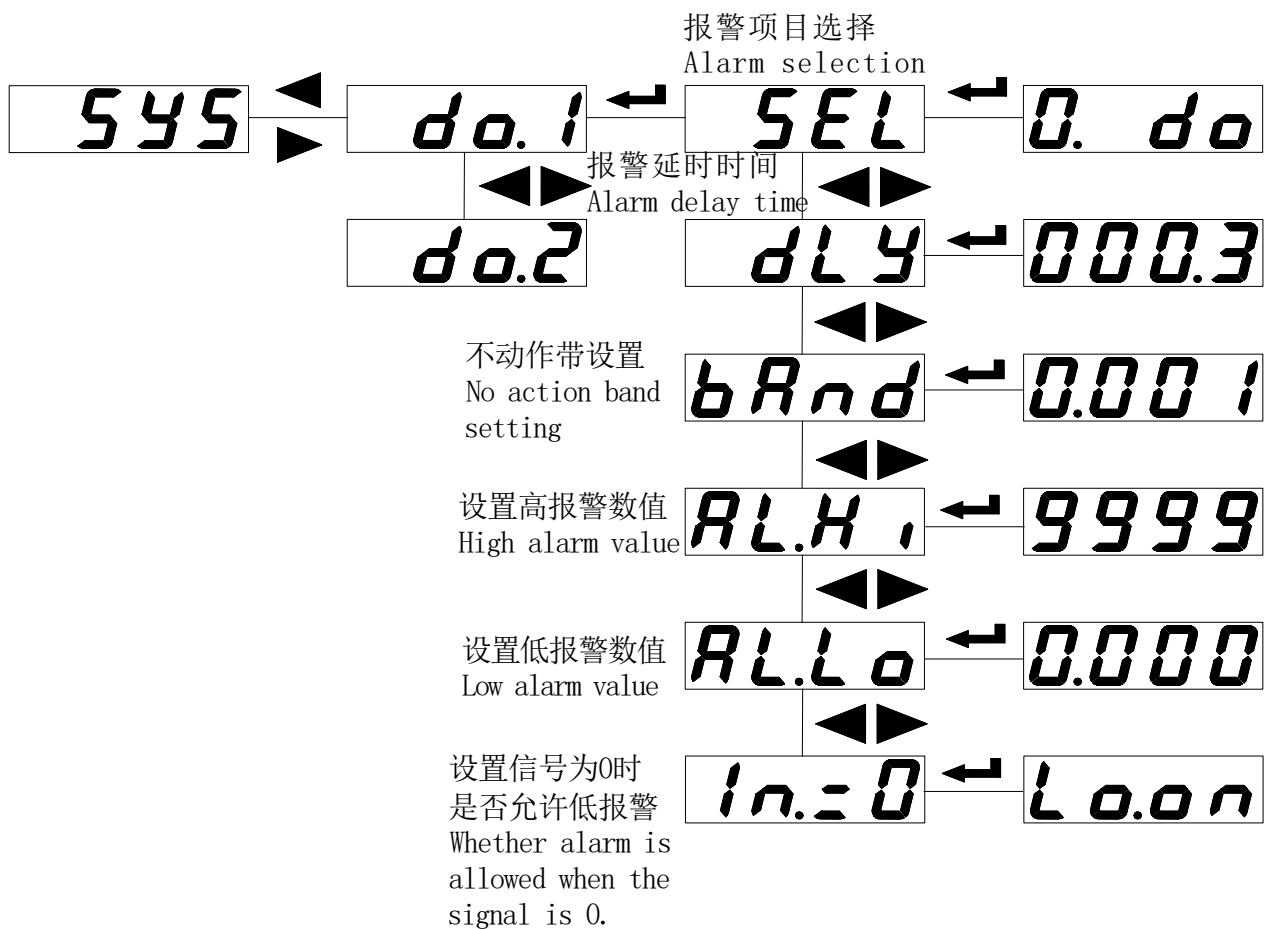 报警项目选择
Alarm selection
SYS
do.1
SEL
0. do
报警延时时间
Alarm delay time
do.2
dLY
000.3
不动作带设置
No action band
setting
bAnd
0.001
设置高报警数值
High alarm value
AL.Hi
9999
设置低报警数值
Low alarm value
AL.Lo
0.000
设置信号为0时
是否允许低报警
Whether alarm is
allowed when the
signal is 0.
In.=0
Lo.on